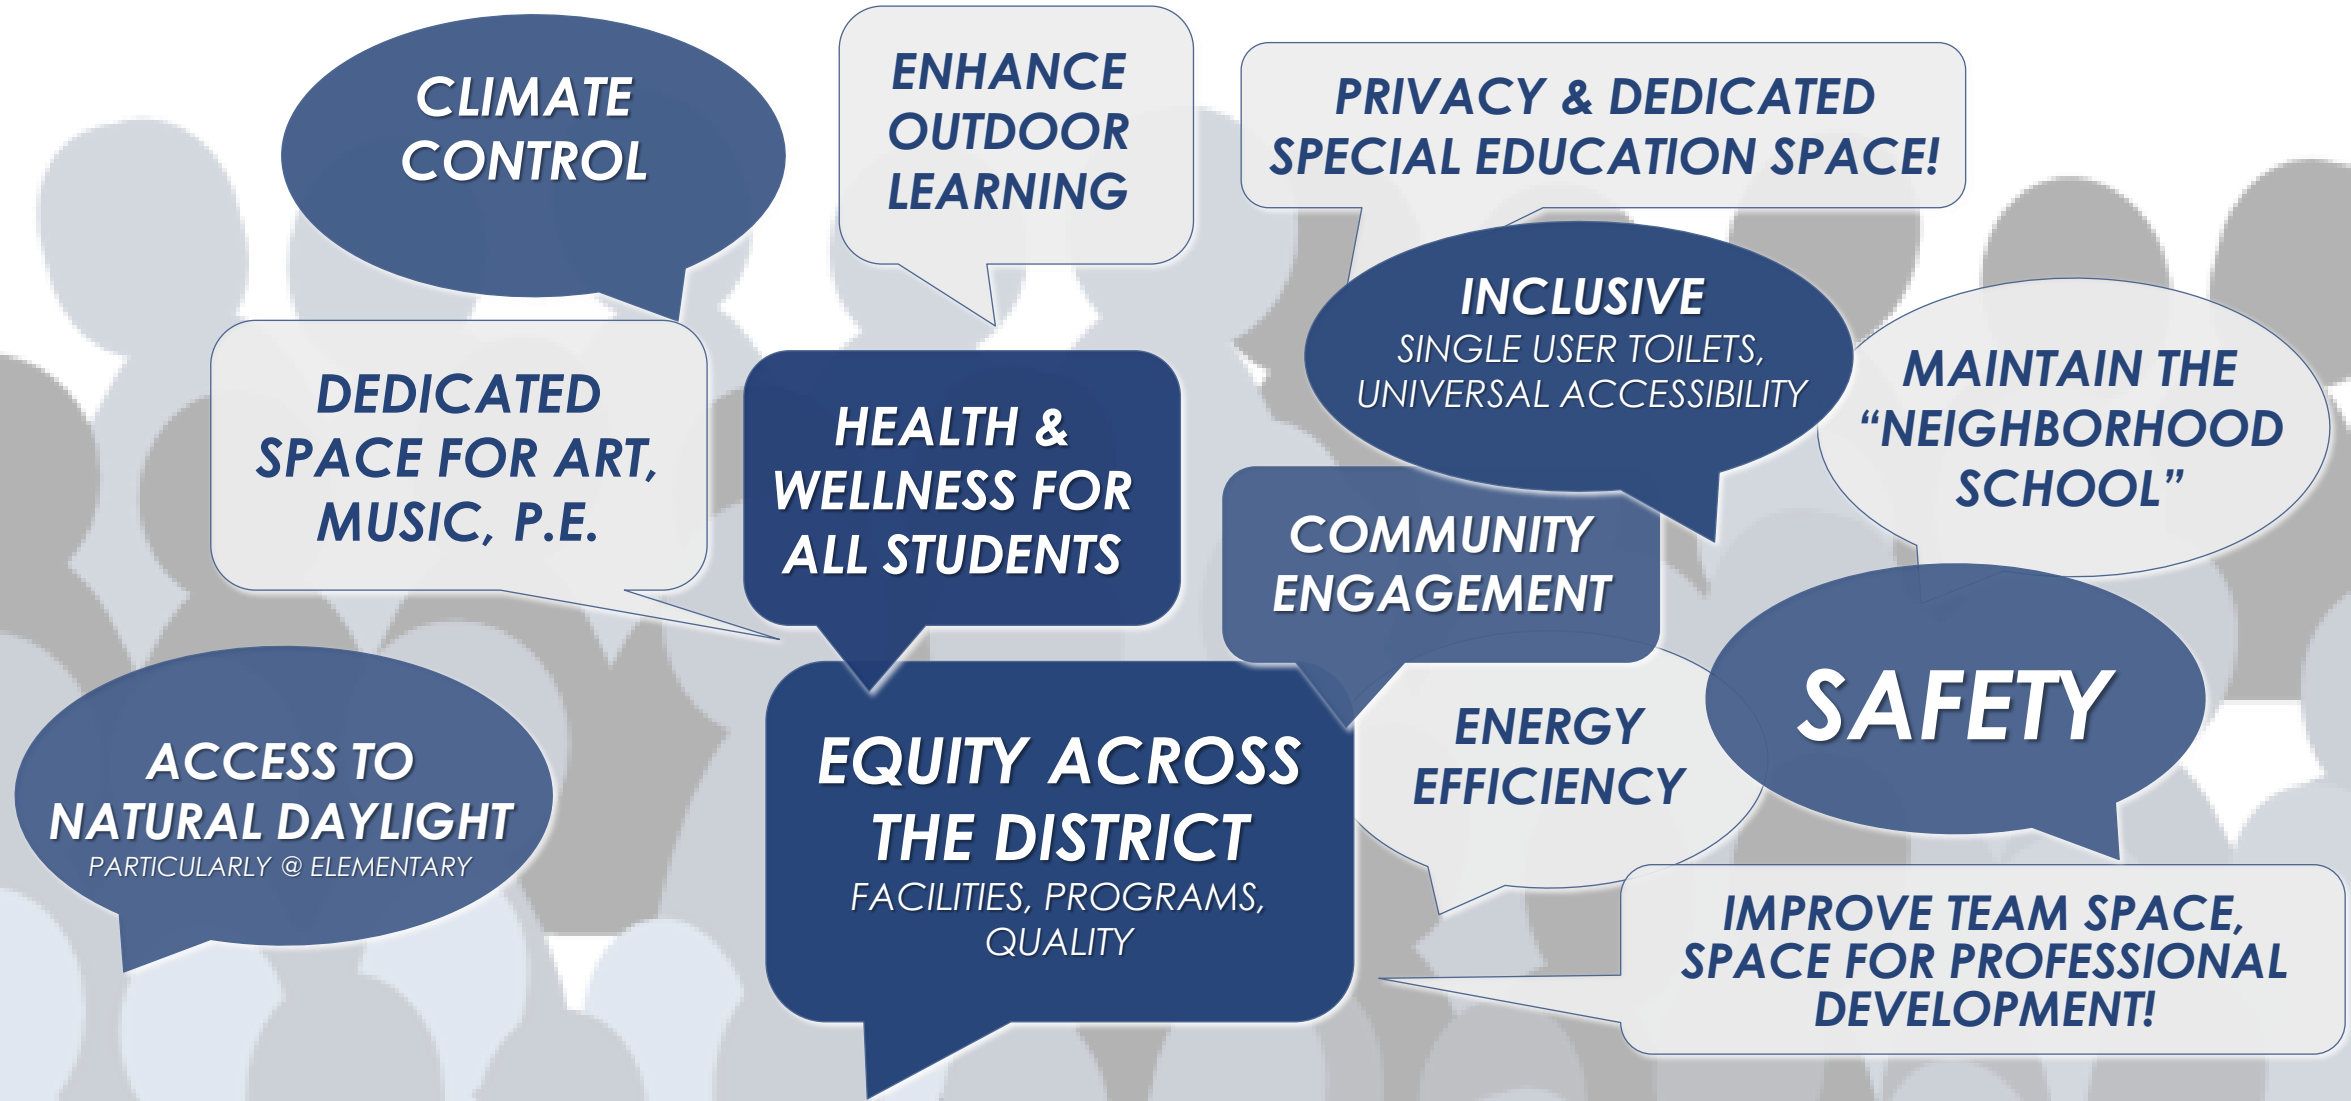 CLIMATE
CONTROL
ENHANCE
OUTDOOR
LEARNING
PRIVACY & DEDICATED
SPECIAL EDUCATION SPACE!
INCLUSIVE
SINGLE USER TOILETS,
UNIVERSAL ACCESSIBILITY
MAINTAIN THE
“NEIGHBORHOOD
SCHOOL”
DEDICATED
SPACE FOR ART,
MUSIC, P.E.
HEALTH &
WELLNESS FOR
ALL STUDENTS
COMMUNITY
ENGAGEMENT
SAFETY
ACCESS TO
NATURAL DAYLIGHT
PARTICULARLY @ ELEMENTARY
EQUITY ACROSS
THE DISTRICT
FACILITIES, PROGRAMS,
QUALITY
ENERGY
EFFICIENCY
IMPROVE TEAM SPACE,
SPACE FOR PROFESSIONAL
DEVELOPMENT!